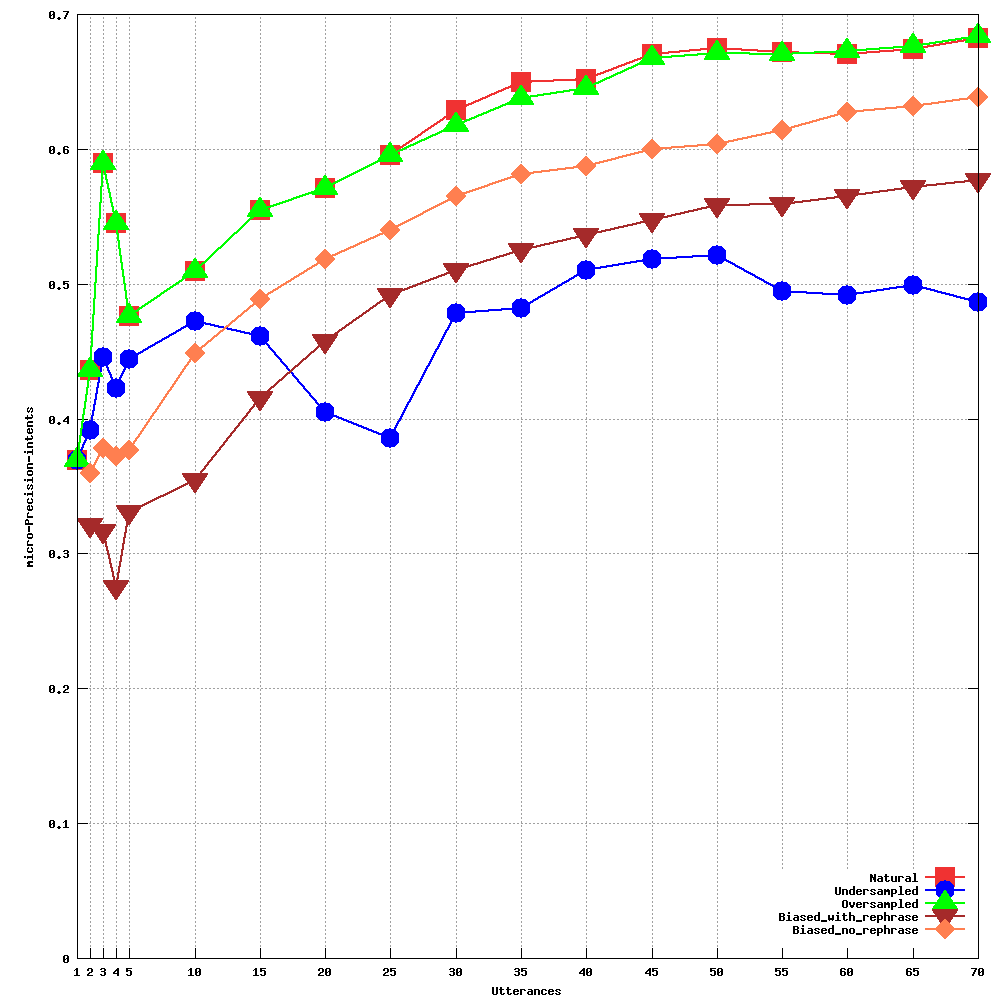 0.7
0.6
0.5
0.4
0.3
0.2
0.1
0
micro-Precision-intents
1 2 3 4 5 10 15 20 25 30 35 40 45 50 55 60 65 70
Utterances
Natural
Undersampled
Oversampled
Biased_with_rephrase
Biased_no_rephrase